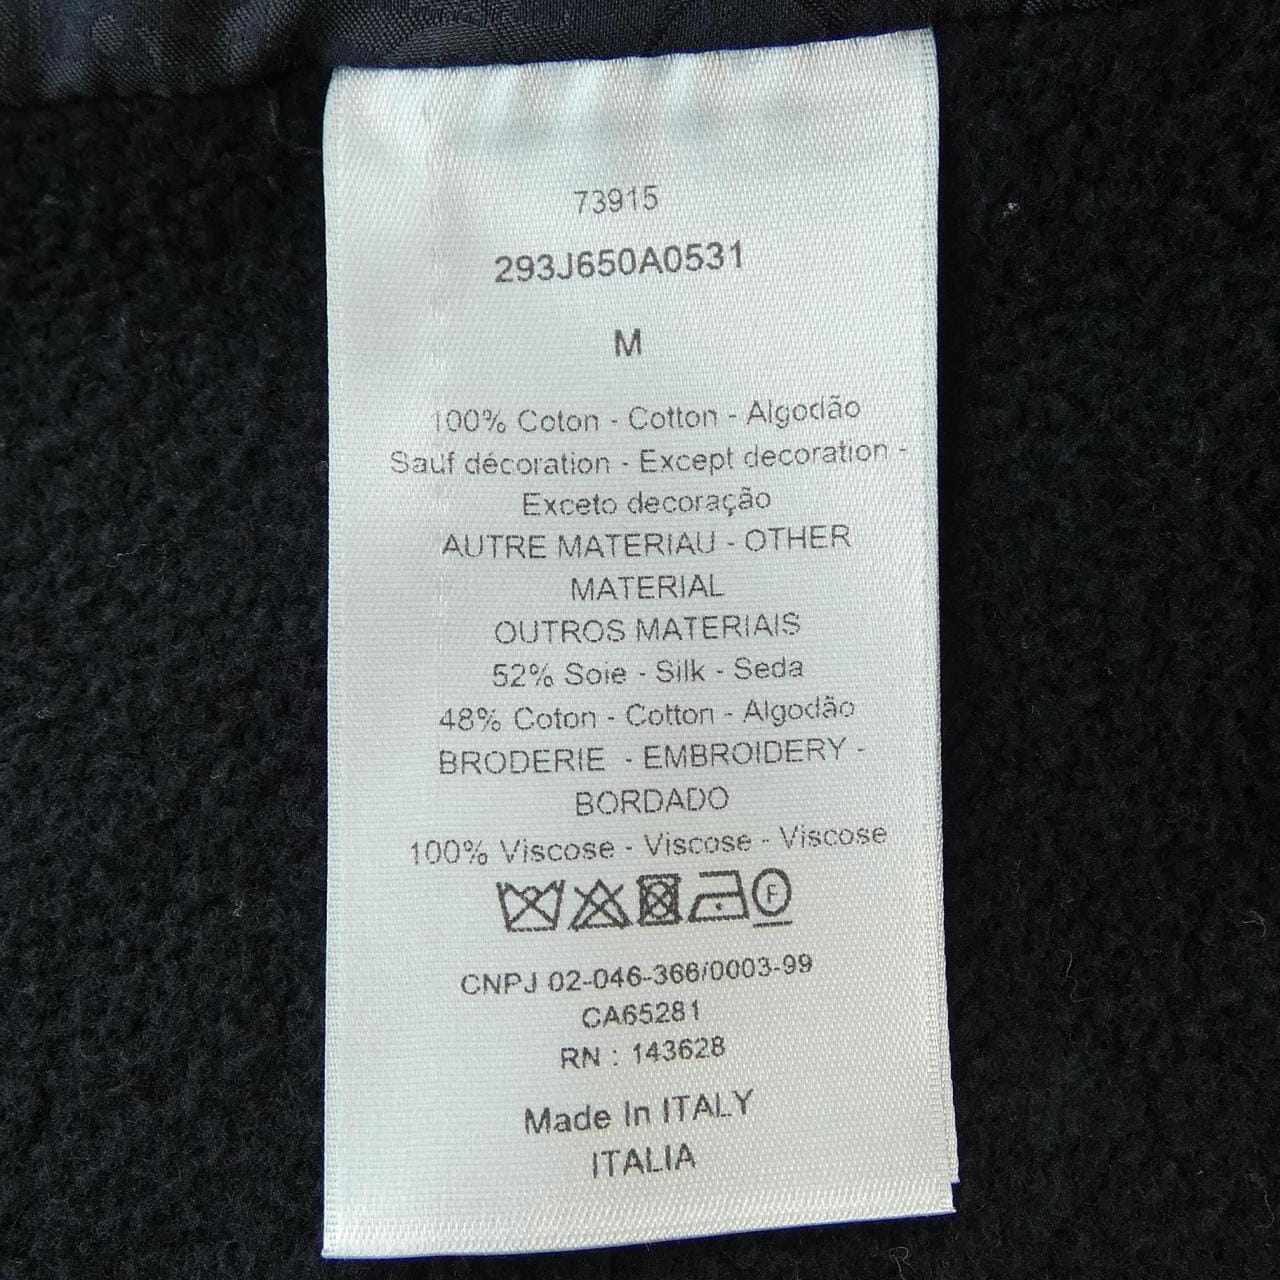 73915
293J650A0531
M
100% Coton - Cotton - Algodão
Sauf décoration - Except decoration -
Exceto decoração
AUTRE MATERIAU - OTHER
MATERIAL
OUTROS MATERIAIS
52% Soie - Silk - Seda
48% Coton - Cotton - Algodão
BRODERIE - EMBROIDERY -
BORDADO
100% Viscose - Viscose - Viscose
F
CNPJ 02-046-366/0003-99
CA65281
RN : 143628
Made In ITALY
ITALIA